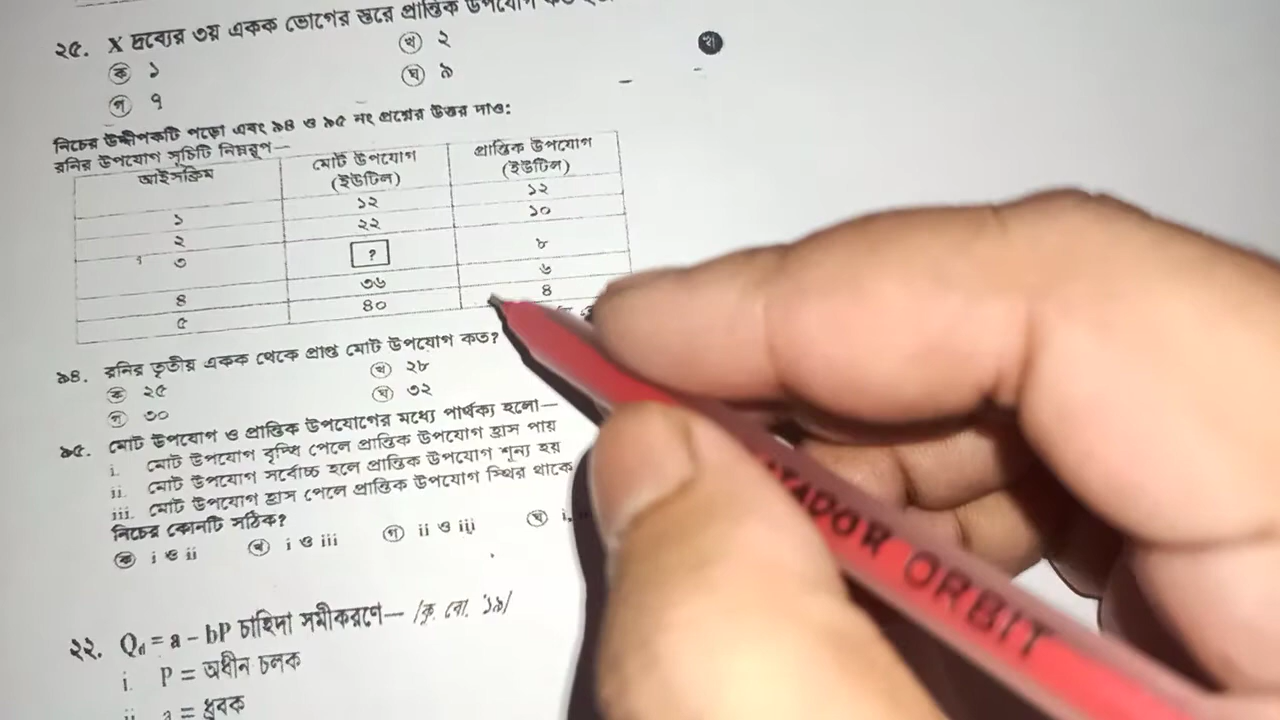 ২৫. X দ্রব্যের ৩য় একক ভোগের স্তরে প্রান্তিক উপযোগ কত
ক ১
খ ২
গ ৭
ঘ ৯
খ
নিচের উদ্দীপকটি পড়ো এবং ৯৪ ও ৯৫ নং প্রশ্নের উত্তর দাও:
রনির উপযোগ সূচিটি নিম্নরূপ—
আইসক্রিম মোট উপযোগ (ইউটিল) প্রান্তিক উপযোগ (ইউটিল)
১ ১২ ১২
২ ২২ ১০
৩ ? ৮
৪ ৩৬ ৬
৫ ৪০ ৪
৯৪. রনির তৃতীয় একক থেকে প্রাপ্ত মোট উপযোগ কত?
ক ২৫
খ ২৮
গ ৩০
ঘ ৩২
৯৫. মোট উপযোগ ও প্রান্তিক উপযোগের মধ্যে পার্থক্য হলো—
i. মোট উপযোগ বৃদ্ধি পেলে প্রান্তিক উপযোগ হ্রাস পায়
ii. মোট উপযোগ সর্বোচ্চ হলে প্রান্তিক উপযোগ শূন্য হয়
iii. মোট উপযোগ হ্রাস পেলে প্রান্তিক উপযোগ স্থির থাকে
নিচের কোনটি সঠিক?
ক i ও ii খ i ও iii গ ii ও iii ঘ i,
২২. Qd = a – bP চাহিদা সমীকরণে— /কু. বো. '১৯/
i. P = অধীন চলক
ii. a = ধ্রুবক
MATADOR ORBIT